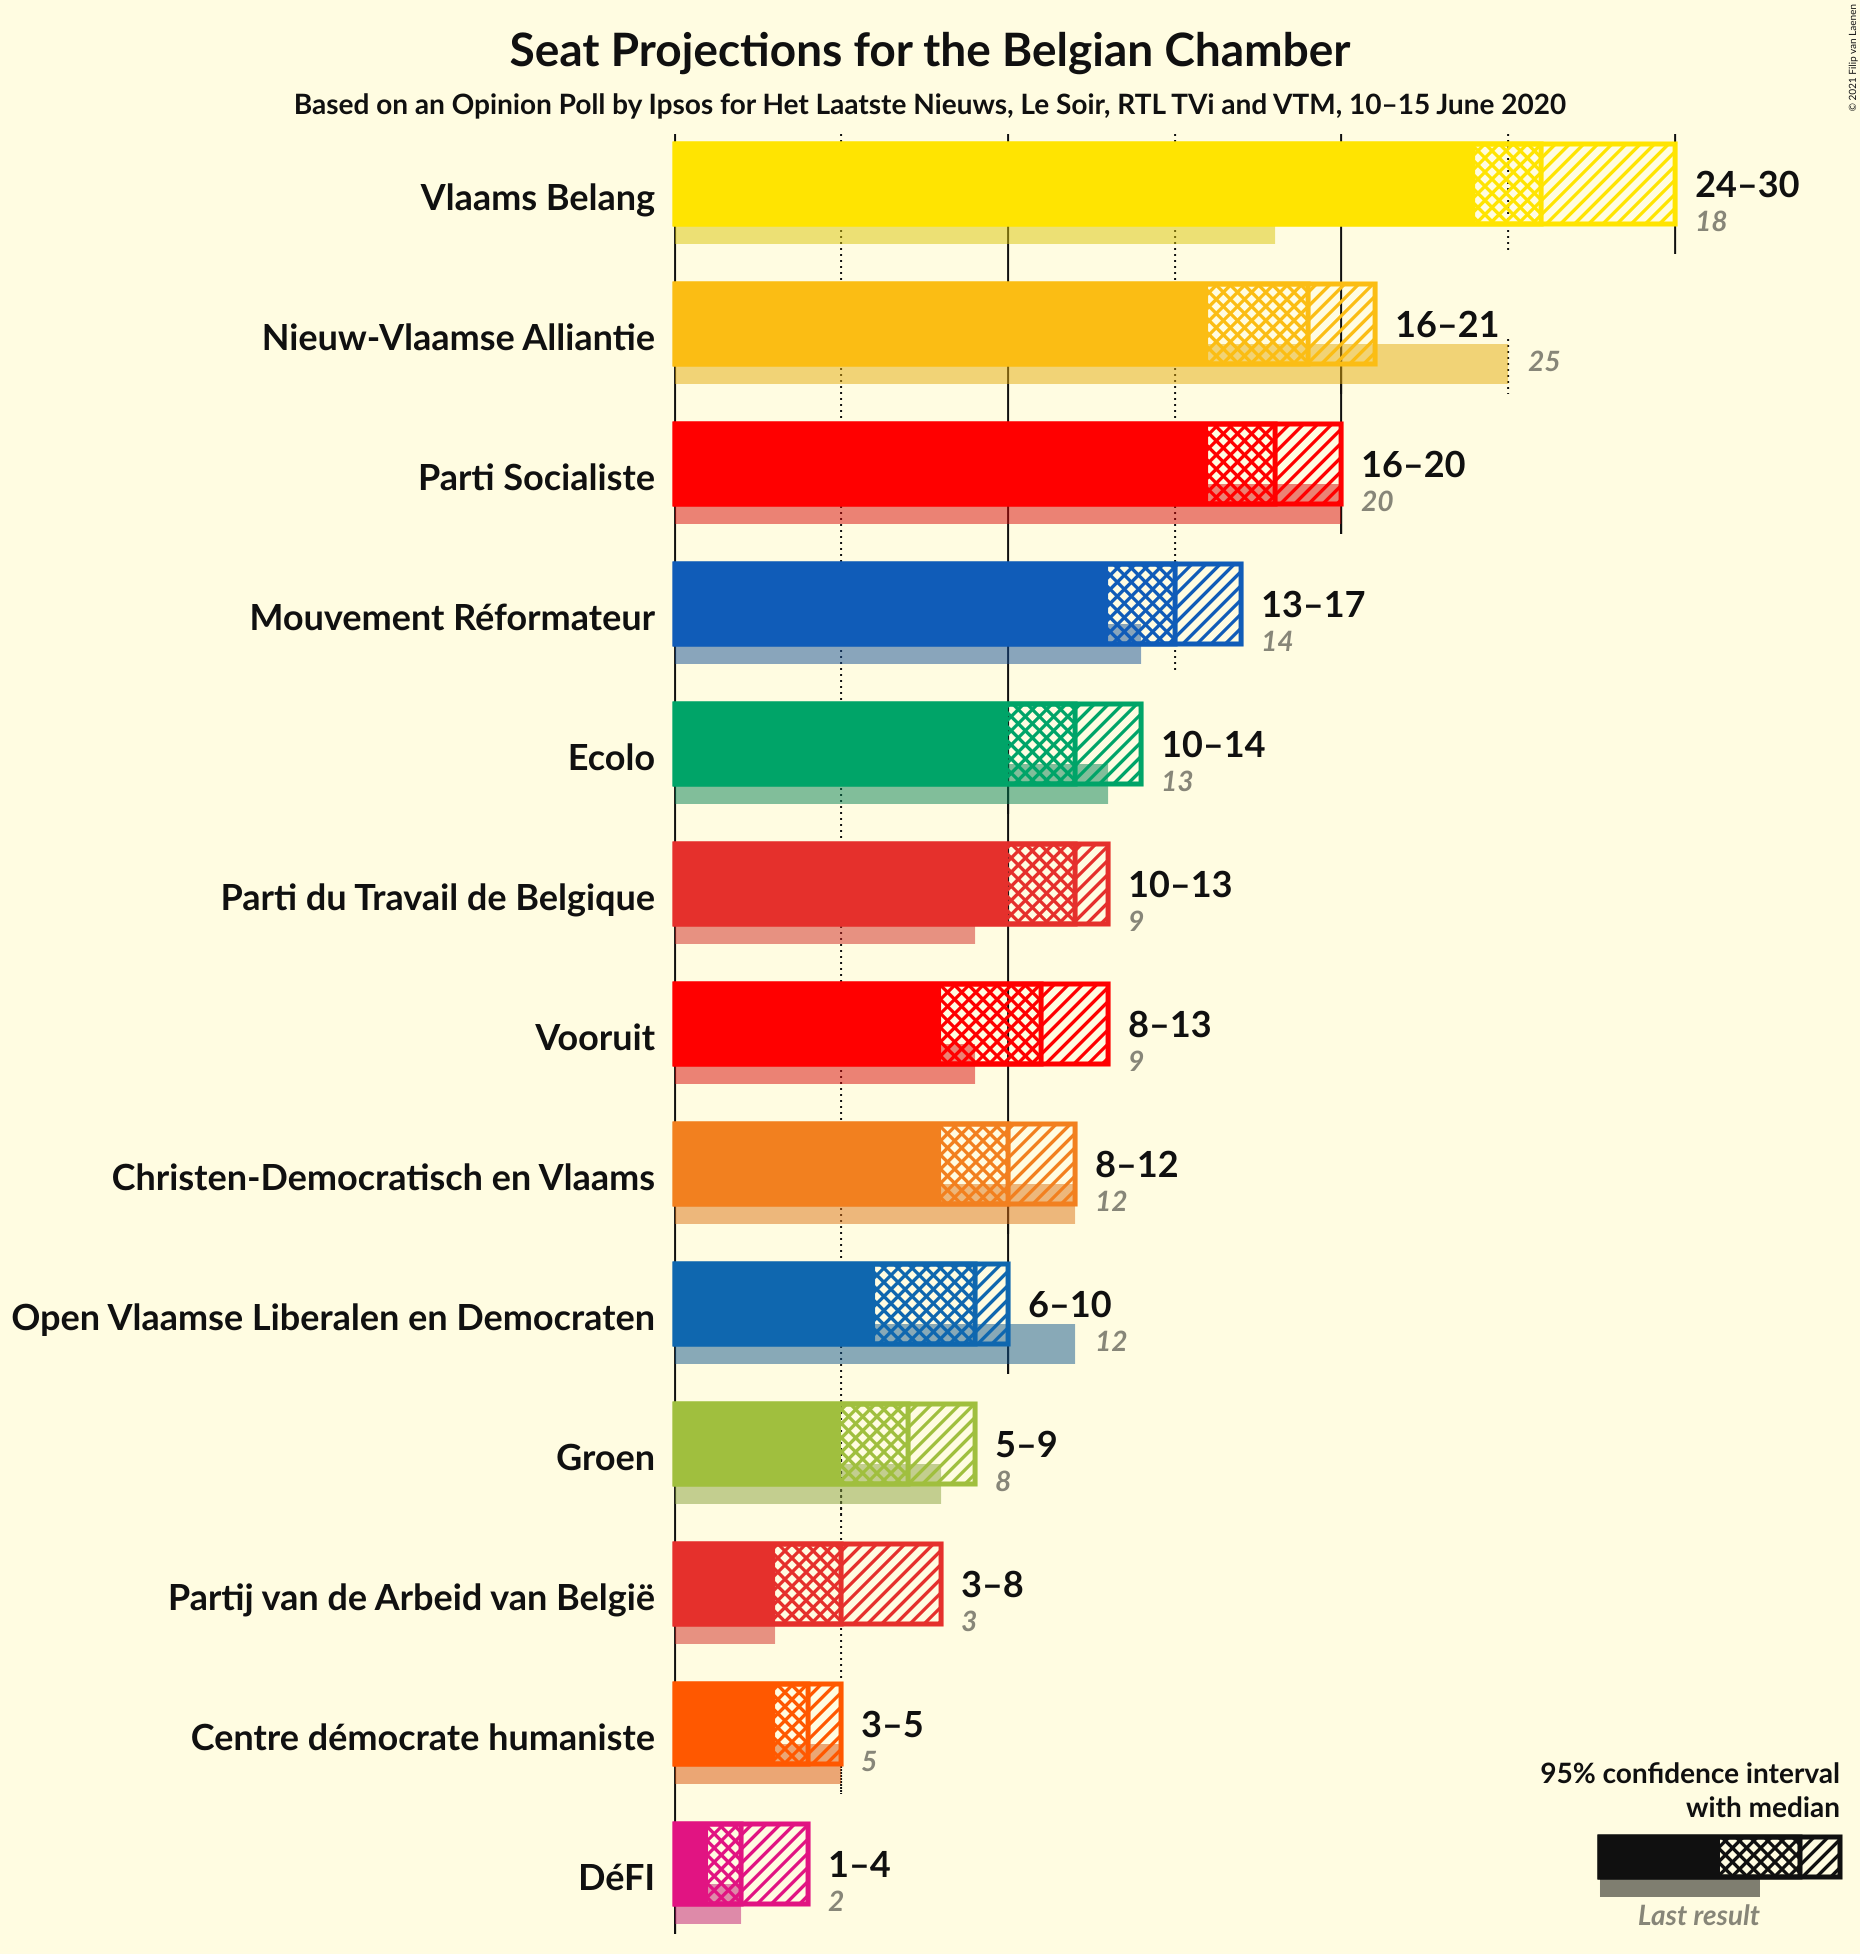 Seat Projections for the Belgian Chamber
Based on an Opinion Poll by Ipsos for Het Laatste Nieuws, Le Soir, RTL TVi and VTM, 10–15 June 2020
© 2021 Filip van Laenen
Vlaams Belang
24–30
18
Nieuw-Vlaamse Alliantie
16–21
25
Parti Socialiste
16–20
20
Mouvement Réformateur
13–17
14
Ecolo
10–14
13
Parti du Travail de Belgique
10–13
9
Vooruit
8–13
9
Christen-Democratisch en Vlaams
8–12
12
Open Vlaamse Liberalen en Democraten
6–10
12
Groen
5–9
8
Partij van de Arbeid van België
3–8
3
Centre démocrate humaniste
3–5
5
DéFI
1–4
2
95% confidence interval
with median
Last result